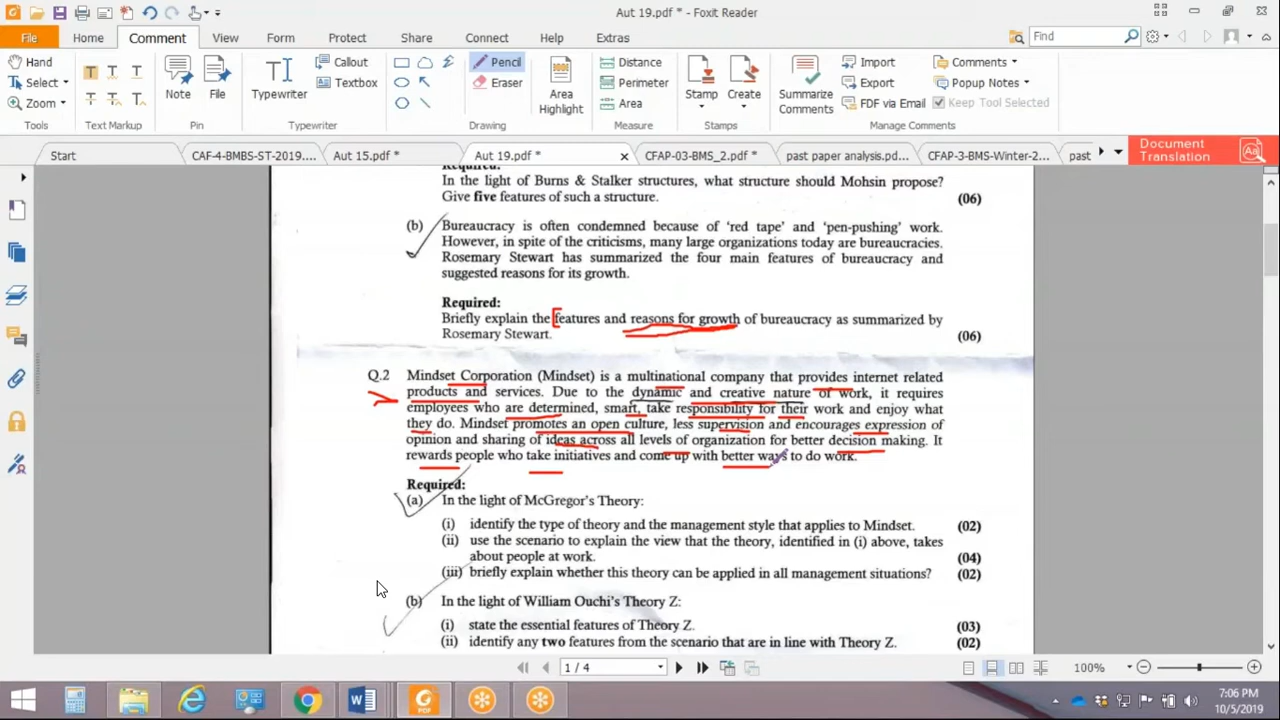 Aut 19.pdf * - Foxit Reader
File Home Comment View Form Protect Share Connect Help Extras Find
Hand
Select
Zoom
Tools
Text Markup
Note
File
Pin
Typewriter
Callout
Textbox
Typewriter
Pencil
Eraser
Area
Highlight
Drawing
Distance
Perimeter
Area
Measure
Stamp
Create
Stamps
Summarize
Comments
Import
Export
FDF via Email
Comments
Popup Notes
Keep Tool Selected
Manage Comments
Start CAF-4-BMBS-ST-2019.... Aut 15.pdf * Aut 19.pdf * CFAP-03-BMS_2.pdf * past paper analysis.pd... CFAP-3-BMS-Winter-2... past
Document
Translation
Required:
In the light of Burns & Stalker structures, what structure should Mohsin propose?
Give five features of such a structure. (06)
(b) Bureaucracy is often condemned because of ‘red tape’ and ‘pen-pushing’ work.
However, in spite of the criticisms, many large organizations today are bureaucracies.
Rosemary Stewart has summarized the four main features of bureaucracy and
suggested reasons for its growth.
Required:
Briefly explain the features and reasons for growth of bureaucracy as summarized by
Rosemary Stewart. (06)
Q.2 Mindset Corporation (Mindset) is a multinational company that provides internet related
products and services. Due to the dynamic and creative nature of work, it requires
employees who are determined, smart, take responsibility for their work and enjoy what
they do. Mindset promotes an open culture, less supervision and encourages expression of
opinion and sharing of ideas across all levels of organization for better decision making. It
rewards people who take initiatives and come up with better ways to do work.
Required:
(a) In the light of McGregor's Theory:
(i) identify the type of theory and the management style that applies to Mindset. (02)
(ii) use the scenario to explain the view that the theory, identified in (i) above, takes
about people at work. (04)
(iii) briefly explain whether this theory can be applied in all management situations? (02)
(b) In the light of William Ouchi's Theory Z:
(i) state the essential features of Theory Z. (03)
(ii) identify any two features from the scenario that are in line with Theory Z. (02)
1 / 4
100%
7:06 PM
10/5/2019